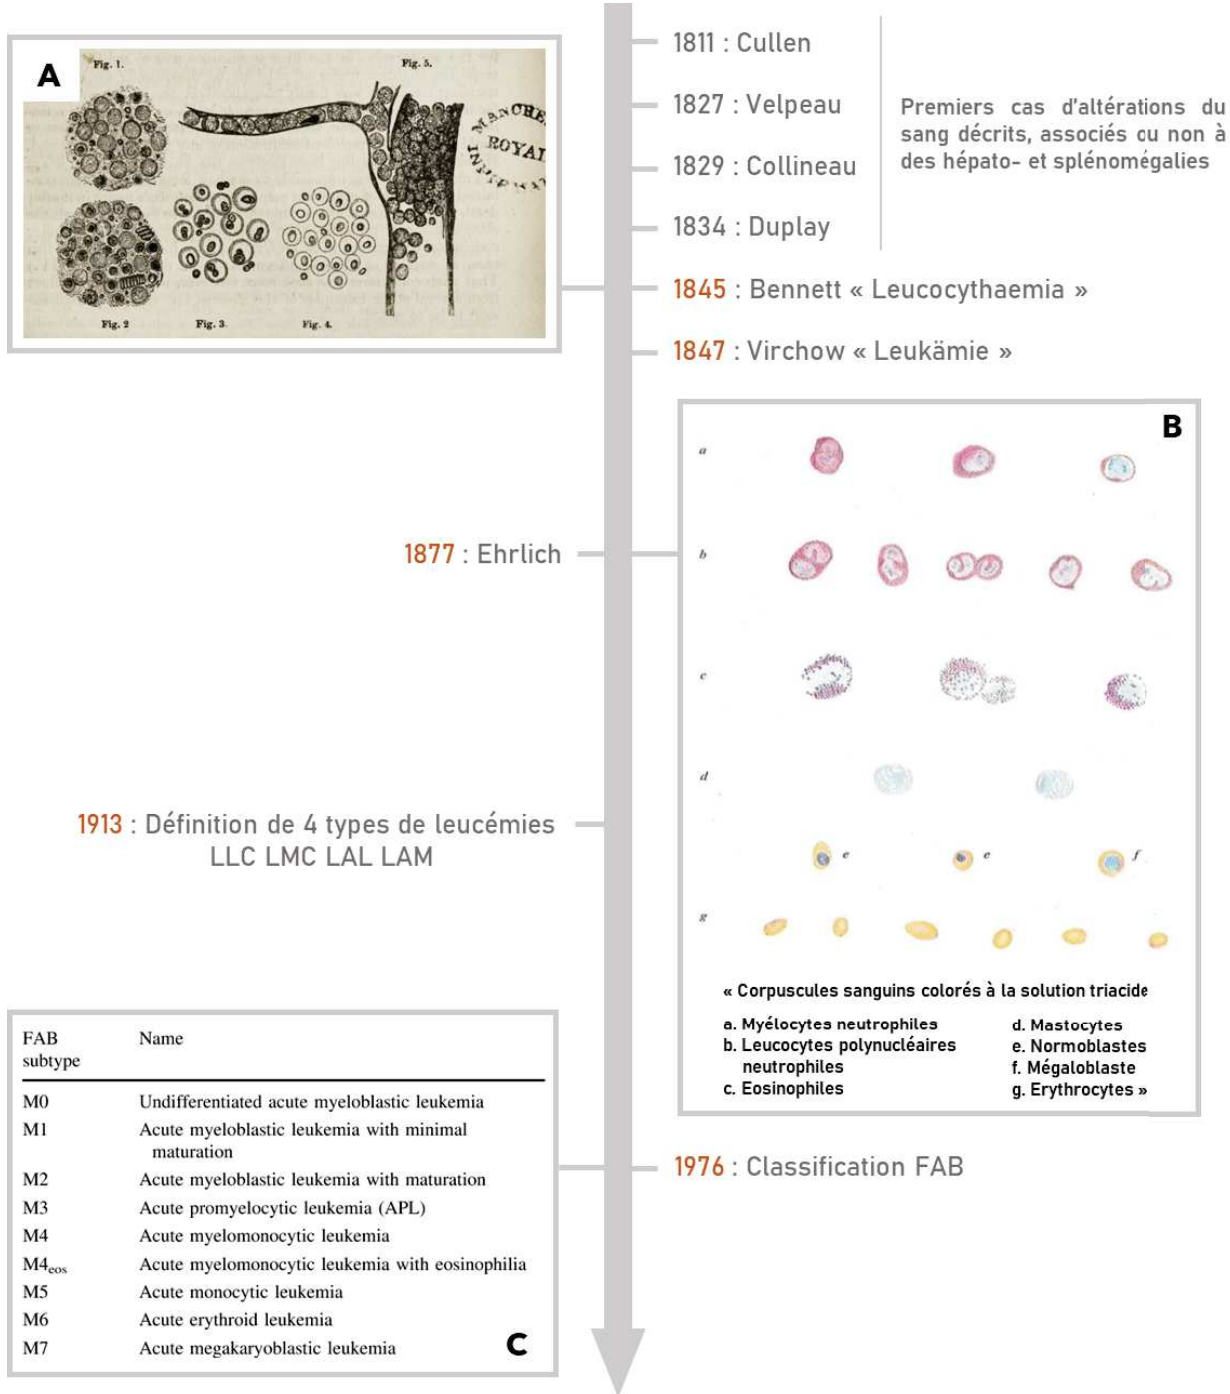 A
Fig. 1.
Fig. 5.
MANCHE
ROYAL
Fig. 2
Fig. 3.
Fig. 4.
1811 : Cullen
1827 : Velpeau
1829 : Collineau
1834 : Duplay
Premiers cas d'altérations du
sang décrits, associés ou non à
des hépato- et splénomégalies
1845 : Bennett « Leucocythaemia »
1847 : Virchow « Leukämie »
B
a
b
c
d
e
e
f
g
« Corpuscules sanguins colorés à la solution triacide
a. Myélocytes neutrophiles
b. Leucocytes polynucléaires
neutrophiles
c. Eosinophiles
d. Mastocytes
e. Normoblastes
f. Mégaloblaste
g. Erythrocytes »
1877 : Ehrlich
1913 : Définition de 4 types de leucémies
LLC LMC LAL LAM
FAB
subtype
Name
M0 Undifferentiated acute myeloblastic leukemia
M1 Acute myeloblastic leukemia with minimal
maturation
M2 Acute myeloblastic leukemia with maturation
M3 Acute promyelocytic leukemia (APL)
M4 Acute myelomonocytic leukemia
M4eos Acute myelomonocytic leukemia with eosinophilia
M5 Acute monocytic leukemia
M6 Acute erythroid leukemia
M7 Acute megakaryoblastic leukemia
C
1976 : Classification FAB